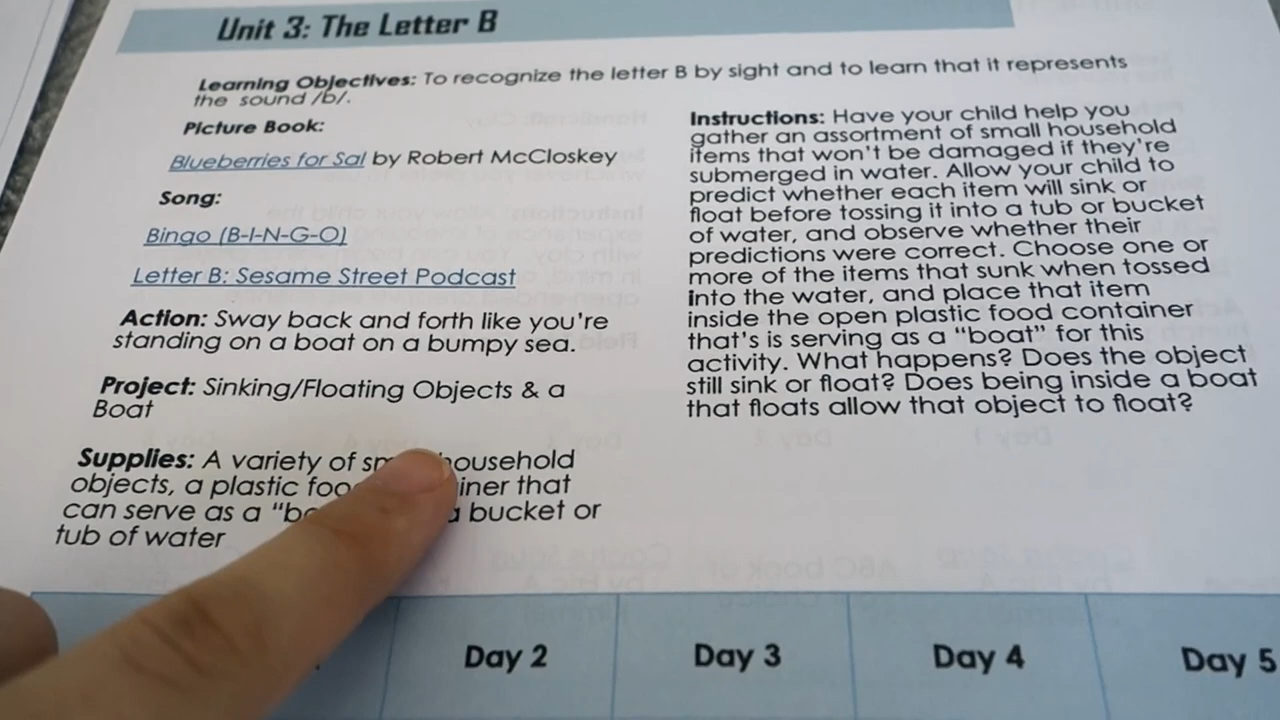 Unit 3: The Letter B
Learning Objectives: To recognize the letter B by sight and to learn that it represents
the sound /b/.
Picture Book:
Blueberries for Sal by Robert McCloskey
Song:
Bingo (B-I-N-G-O)
Letter B: Sesame Street Podcast
Action: Sway back and forth like you're
standing on a boat on a bumpy sea.
Project: Sinking/Floating Objects & a
Boat
Supplies: A variety of household
objects, a plastic that
can serve as a bucket or
tub of water
Instructions: Have your child help you
gather an assortment of small household
items that won't be damaged if they're
submerged in water. Allow your child to
predict whether each item will sink or
float before tossing it into a tub or bucket
of water, and observe whether their
predictions were correct. Choose one or
more of the items that sunk when tossed
into the water, and place that item
inside the open plastic food container
that's is serving as a "boat" for this
activity. What happens? Does the object
still sink or float? Does being inside a boat
that floats allow that object to float?
Day 2
Day 3
Day 4
Day 5